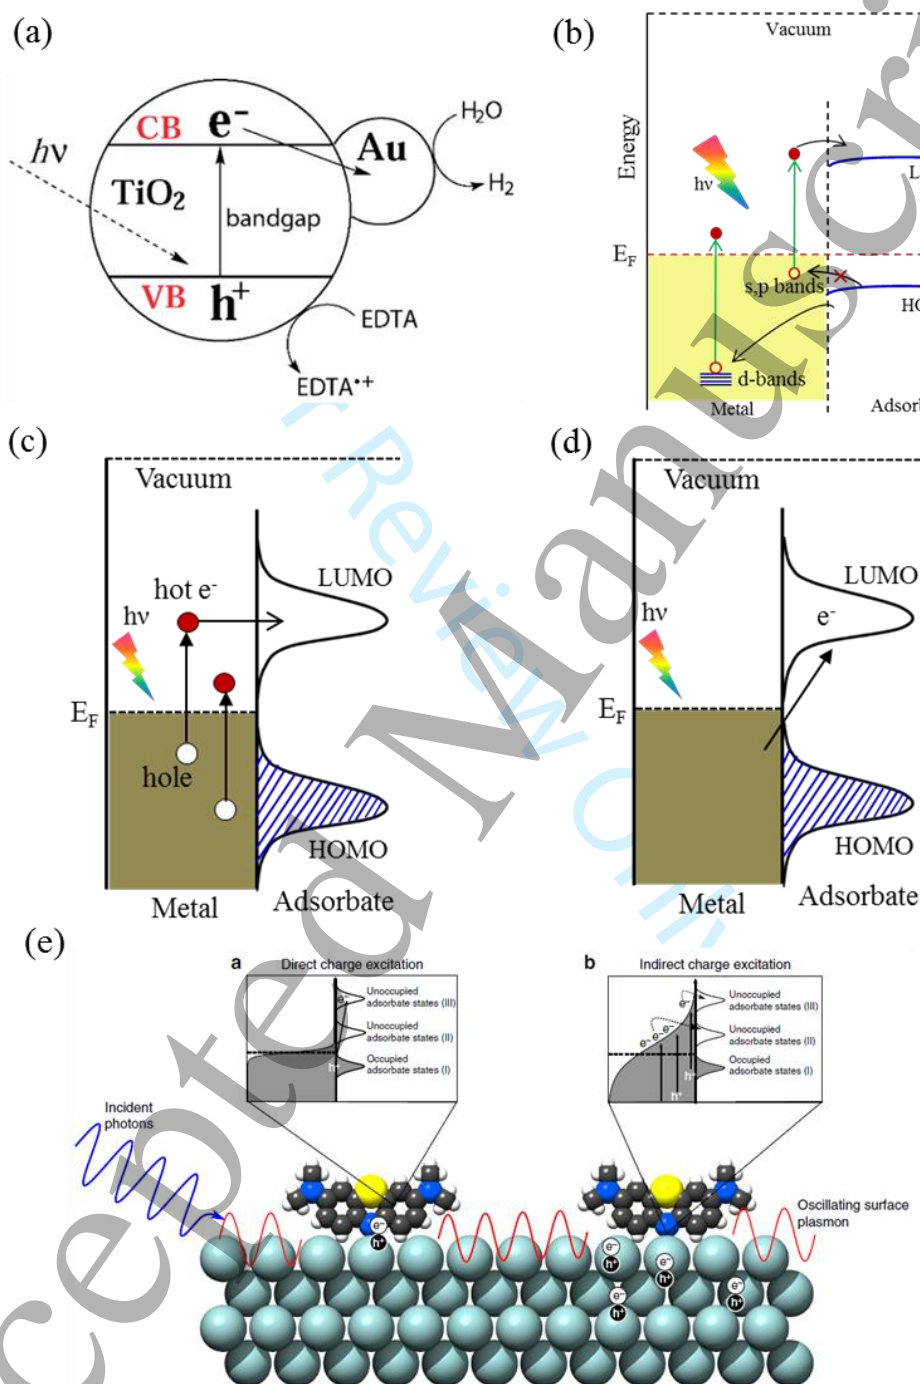 (a)
CB e⁻
hν
TiO₂
bandgap
VB h⁺
Au
H₂O
H₂
EDTA
EDTA•+
(b)
Vacuum
Energy
hν
E_F
s,p bands
d-bands
Metal
(c)
Vacuum
LUMO
hot e⁻
hν
E_F
hole
HOMO
Metal
Adsorbate
(d)
Vacuum
LUMO
hν
e⁻
E_F
HOMO
Metal
Adsorbate
(e)
a Direct charge excitation
e⁻
Unoccupied
adsorbate states (III)
Unoccupied
adsorbate states (II)
Occupied
adsorbate states (I)
h⁺
b Indirect charge excitation
e⁻
e⁻
e⁻
e⁻
Unoccupied
adsorbate states (III)
Unoccupied
adsorbate states (II)
Occupied
adsorbate states (I)
h⁺
h⁺
Incident
photons
Oscillating surface
plasmon
e⁻
h⁺
e⁻
h⁺
e⁻
h⁺
e⁻
h⁺
e⁻
h⁺
Review Only
Manuscri